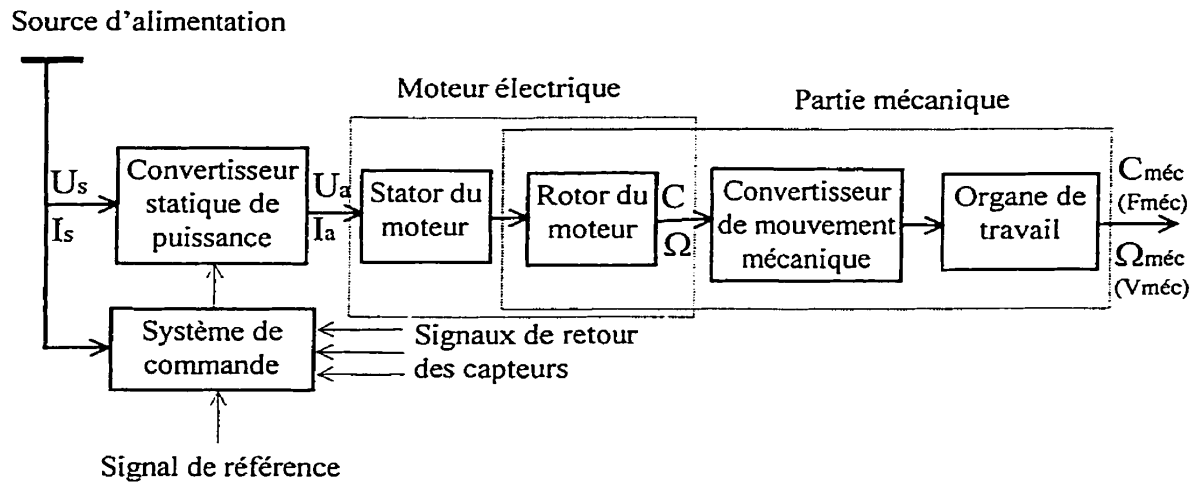 Source d'alimentation
Moteur électrique
Partie mécanique
Us
Is
Convertisseur
statique de
puissance
Ua
Ia
Stator du
moteur
Rotor du
moteur
C
Ω
Convertisseur
de mouvement
mécanique
Organe de
travail
Cméc
(Fméc)
Ωméc
(Vméc)
Système de
commande
Signaux de retour
des capteurs
Signal de référence